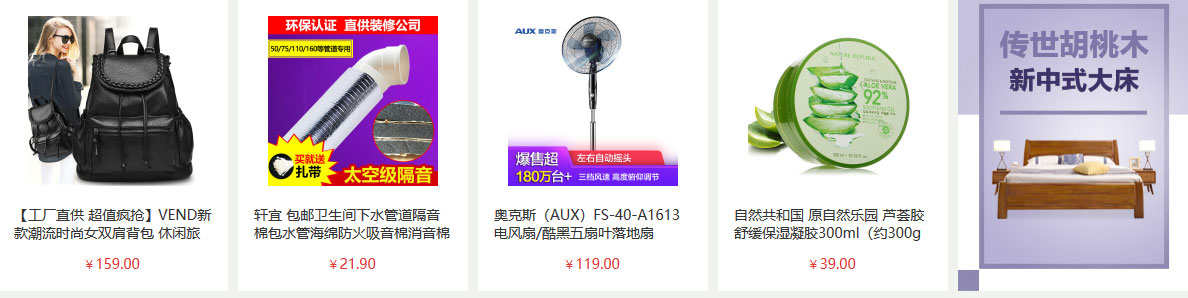 环保认证 直供装修公司
50/75/110/160等管道专用
买就送
扎带
太空级隔音
AUX 奥克斯
爆售超
180万台+
左右自动摇头
三档风速 高度俯仰调节
NATURE REPUBLIC
SOOTHING & MOISTURE
ALOE VERA
92%
SOOTHING GEL
传世胡桃木
新中式大床
【工厂直供 超值疯抢】VEND新
款潮流时尚女双肩背包 休闲旅
￥159.00
轩宜 包邮卫生间下水管道隔音
棉包水管海绵防火吸音棉消音棉
￥21.90
奥克斯（AUX）FS-40-A1613
电风扇/酷黑五扇叶落地扇
￥119.00
自然共和国 原自然乐园 芦荟胶
舒缓保湿凝胶300ml（约300g
￥39.00